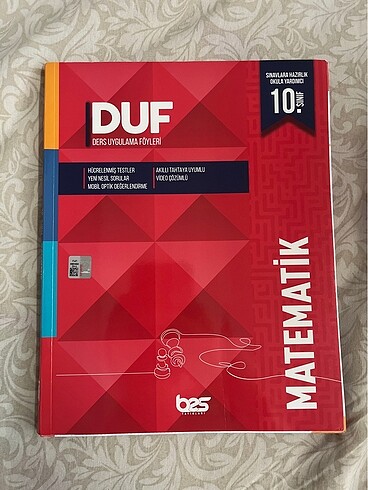 SINAVLARA HAZIRLIK
OKULA YARDIMCI
10. SINIF
DUF
DERS UYGULAMA FÖYLERİ
HÜCRELENMİŞ TESTLER
YENİ NESİL SORULAR
MOBİL OPTİK DEĞERLENDİRME
AKILLI TAHTAYA UYUMLU
VİDEO ÇÖZÜMLÜ
MATEMATİK
bes
YAYINLARI